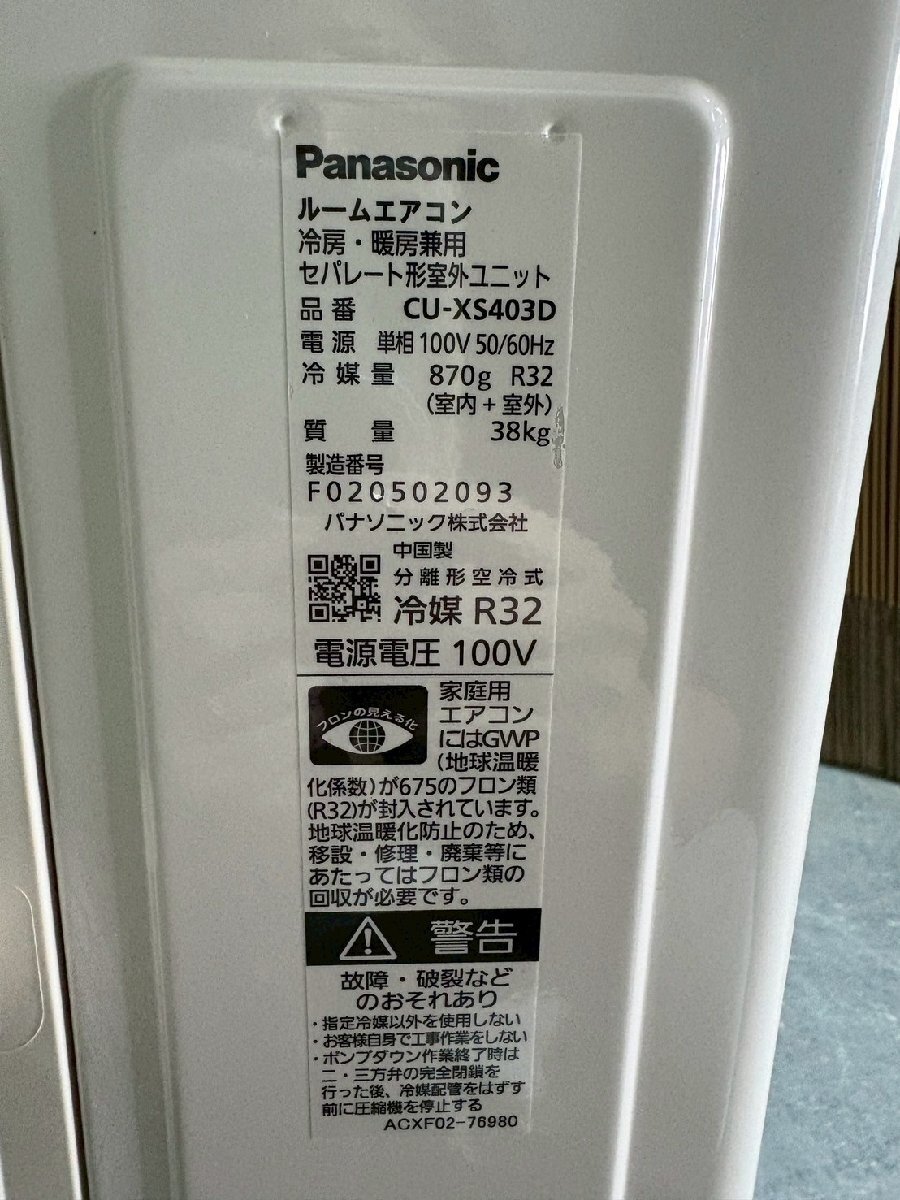 Panasonic
ルームエアコン
冷房・暖房兼用
セパレート形室外ユニット
品番 CU-XS403D
電源 単相 100V 50/60Hz
冷媒量 870g R32
(室内+室外)
質量 38kg
製造番号
F020502093
パナソニック株式会社
中国製
分離形空冷式
冷媒 R32
電源電圧 100V
フロンの見える化
家庭用
エアコン
にはGWP
(地球温暖
化係数)が675のフロン類
(R32)が封入されています。
地球温暖化防止のため、
移設・修理・廃棄等に
あたってはフロン類の
回収が必要です。
警告
故障・破裂など
のおそれあり
・指定冷媒以外を使用しない
・お客様自身で工事作業をしない
・ポンプダウン作業終了時は
二・三方弁の完全閉鎖を
行った後、冷媒配管をはずす
前に圧縮機を停止する
ACXF02-76980